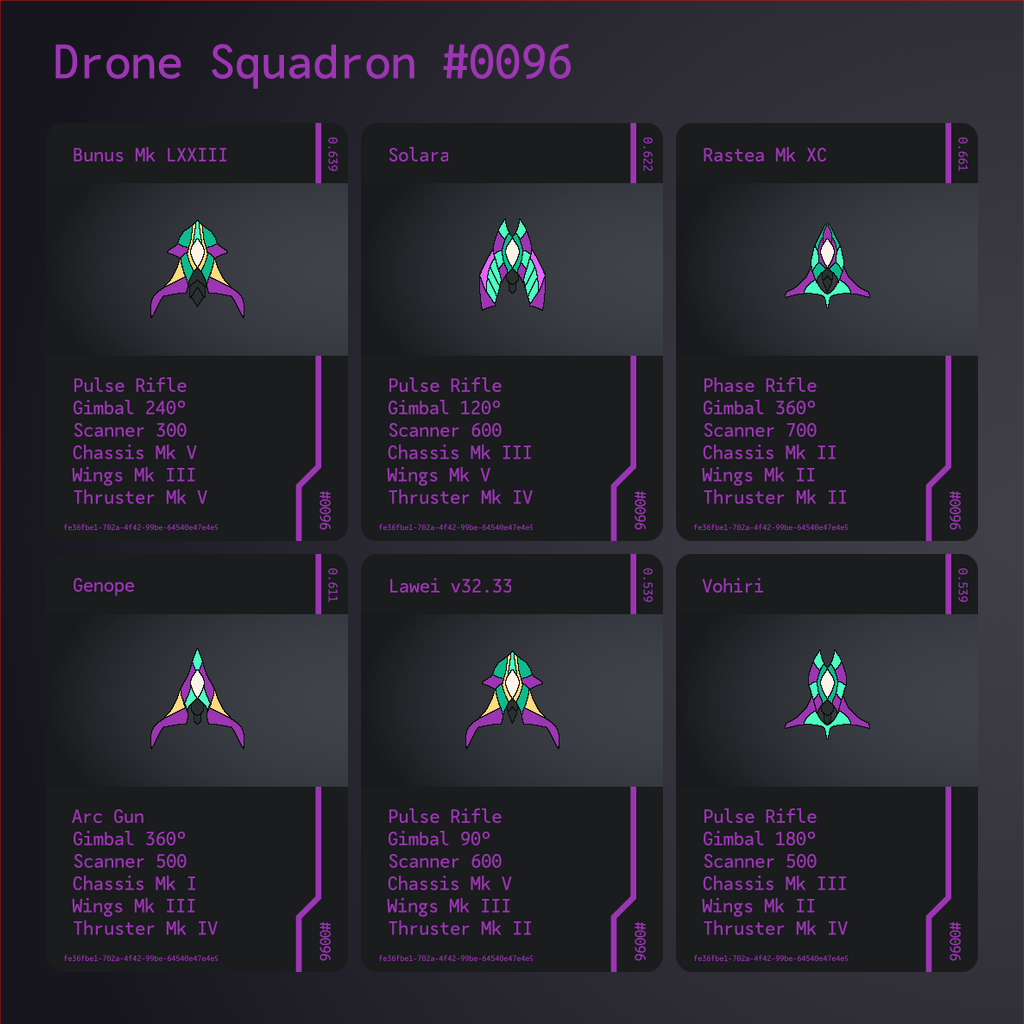 Drone Squadron #0096
Bunus Mk LXXIII
0.639
Pulse Rifle
Gimbal 240º
Scanner 300
Chassis Mk V
Wings Mk III
Thruster Mk V
#0096
fe36fbe1-702a-4f42-99be-64540e47e4e5
Solara
0.622
Pulse Rifle
Gimbal 120º
Scanner 600
Chassis Mk III
Wings Mk V
Thruster Mk IV
#0096
fe36fbe1-702a-4f42-99be-64540e47e4e5
Rastea Mk XC
0.661
Phase Rifle
Gimbal 360º
Scanner 700
Chassis Mk II
Wings Mk II
Thruster Mk II
#0096
fe36fbe1-702a-4f42-99be-64540e47e4e5
Genope
0.611
Arc Gun
Gimbal 360º
Scanner 500
Chassis Mk I
Wings Mk III
Thruster Mk IV
#0096
fe36fbe1-702a-4f42-99be-64540e47e4e5
Lawei v32.33
0.539
Pulse Rifle
Gimbal 90º
Scanner 600
Chassis Mk V
Wings Mk III
Thruster Mk II
#0096
fe36fbe1-702a-4f42-99be-64540e47e4e5
Vohiri
0.539
Pulse Rifle
Gimbal 180º
Scanner 500
Chassis Mk III
Wings Mk II
Thruster Mk IV
#0096
fe36fbe1-702a-4f42-99be-64540e47e4e5